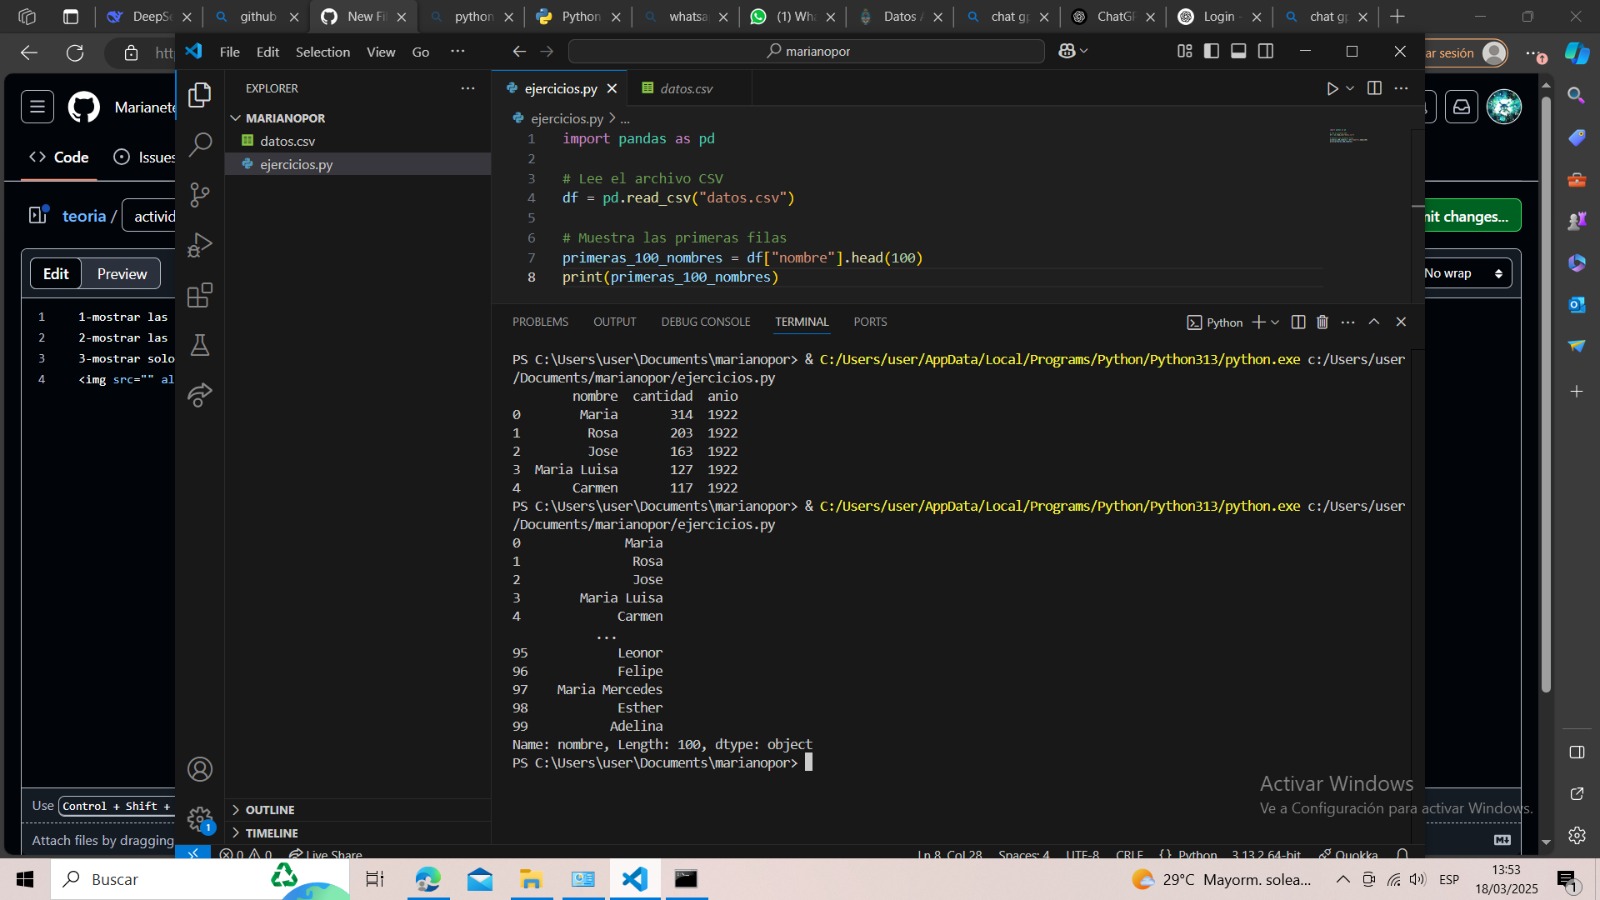 DeepSe
github
New Fi
python
Python
whatsa
(1) Wha
Datos A
chat gp
ChatGP
Login -
chat gp
File Edit Selection View Go ...
marianopor
ar sesión
Marianete
EXPLORER
ejercicios.py
datos.csv
MARIANOPOR
datos.csv
ejercicios.py
ejercicios.py > ...
Code
Issues
teoria / activid
nit changes...
Edit Preview
No wrap
1 import pandas as pd
2
3 # Lee el archivo CSV
4 df = pd.read_csv("datos.csv")
5
6 # Muestra las primeras filas
7 primeras_100_nombres = df["nombre"].head(100)
8 print(primeras_100_nombres)
1 1-mostrar las
2 2-mostrar las
3 3-mostrar solo
4 <img src="" al
PROBLEMS OUTPUT DEBUG CONSOLE TERMINAL PORTS
Python
PS C:\Users\user\Documents\marianopor> & C:/Users/user/AppData/Local/Programs/Python/Python313/python.exe c:/Users/user
/Documents/marianopor/ejercicios.py
nombre cantidad anio
0 Maria 314 1922
1 Rosa 203 1922
2 Jose 163 1922
3 Maria Luisa 127 1922
4 Carmen 117 1922
PS C:\Users\user\Documents\marianopor> & C:/Users/user/AppData/Local/Programs/Python/Python313/python.exe c:/Users/user
/Documents/marianopor/ejercicios.py
0 Maria
1 Rosa
2 Jose
3 Maria Luisa
4 Carmen
...
95 Leonor
96 Felipe
97 Maria Mercedes
98 Esther
99 Adelina
Name: nombre, Length: 100, dtype: object
PS C:\Users\user\Documents\marianopor>
Activar Windows
Ve a Configuración para activar Windows.
Use Control + Shift +
Attach files by dragging
OUTLINE
TIMELINE
1
0 0 Live Share
Ln 8, Col 28 Spaces: 4 UTF-8 CRLF {} Python 3.13.2 64-bit Quokka
Buscar
29°C Mayorm. solea...
ESP
13:53
18/03/2025
1